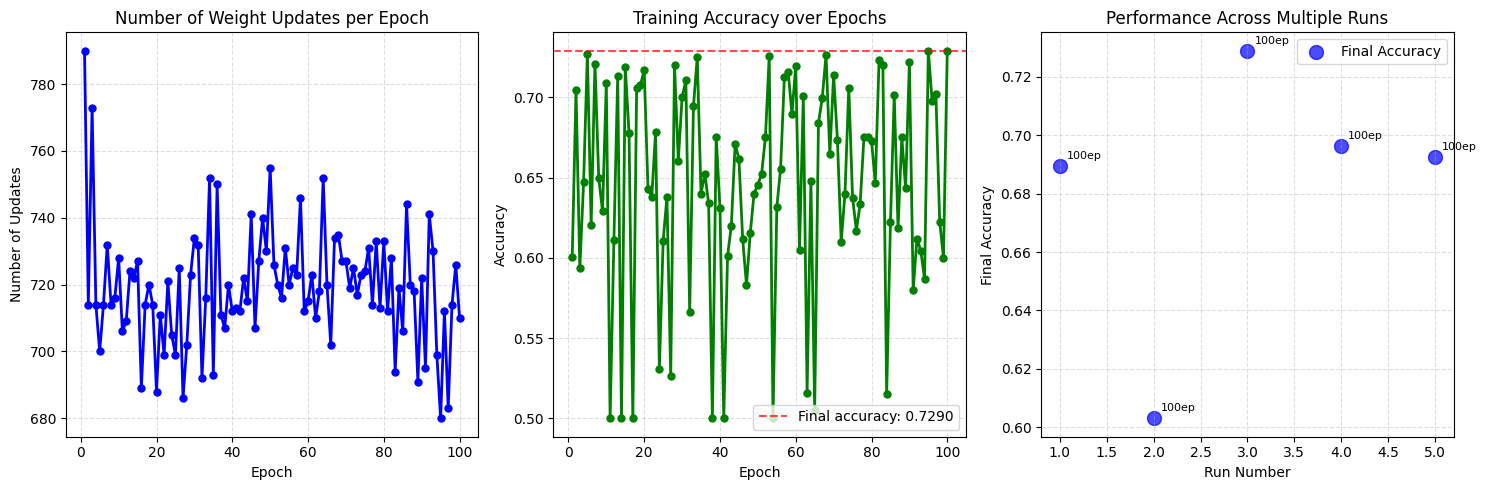 Number of Weight Updates per Epoch
Number of Updates
780
760
740
720
700
680
0
20
40
60
80
100
Epoch
Training Accuracy over Epochs
Accuracy
0.70
0.65
0.60
0.55
0.50
Final accuracy: 0.7290
0
20
40
60
80
100
Epoch
Performance Across Multiple Runs
Final Accuracy
0.72
0.70
0.68
0.66
0.64
0.62
0.60
Final Accuracy
100ep
100ep
100ep
100ep
100ep
1.0
1.5
2.0
2.5
3.0
3.5
4.0
4.5
5.0
Run Number